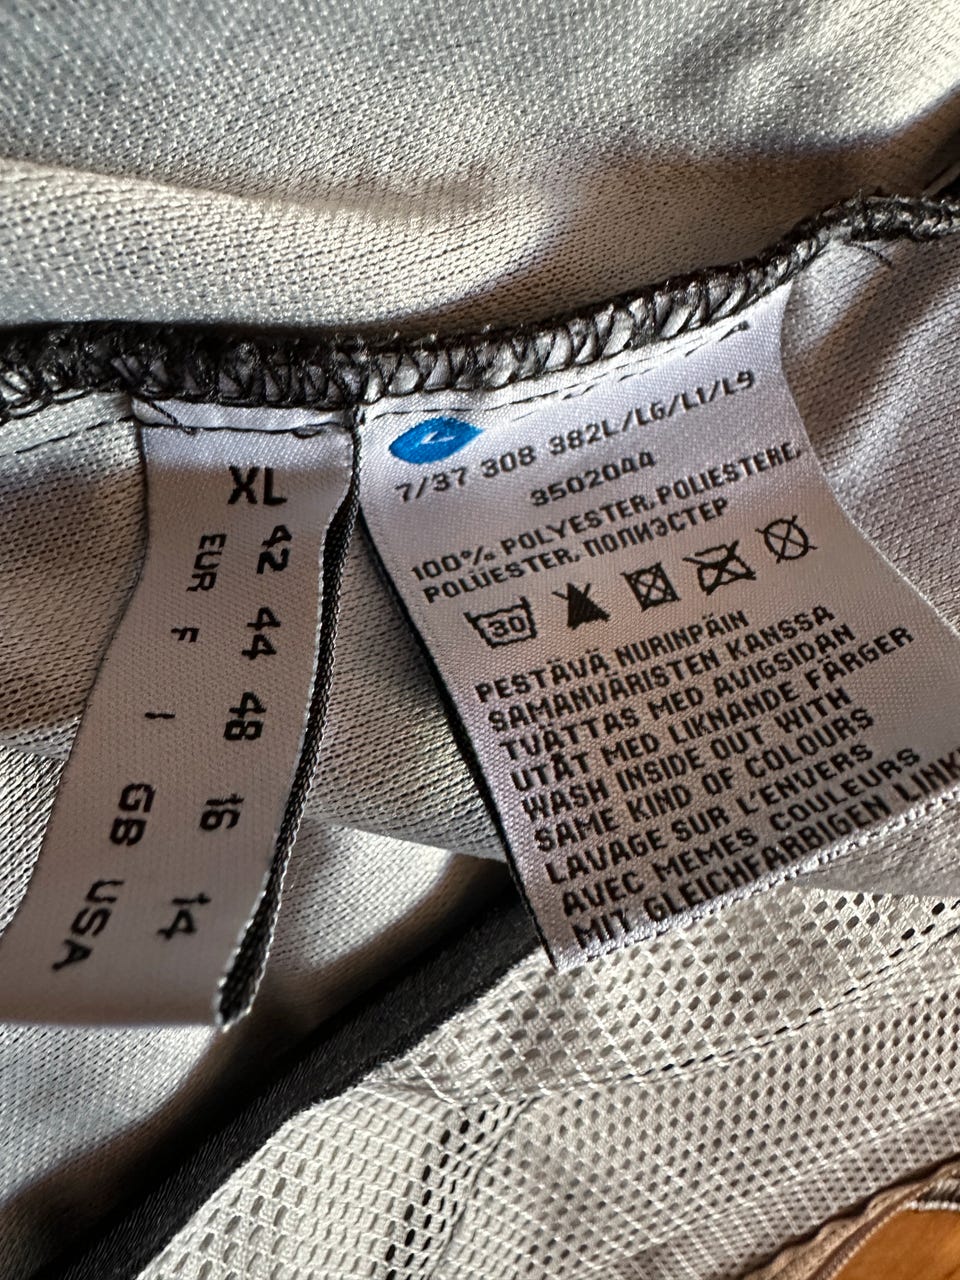 XL
EUR 42
F 44
I 48
GB 16
USA 14
7/37 308 382L/L6/L1/L9
3502044
100% POLYESTER, POLIESTERE,
POLUESTER, ПОЛИЭСТЕР
30
PESTÄVÄ NURINPÄIN
SAMANVÄRISTEN KANSSA
TVÄTTAS MED AVIGSIDAN
UTÅT MED LIKNANDE FÄRGER
WASH INSIDE OUT WITH
SAME KIND OF COLOURS
LAVAGE SUR L'ENVERS
AVEC MEMES COULEURS
MIT GLEICHFARBIGEN LINK